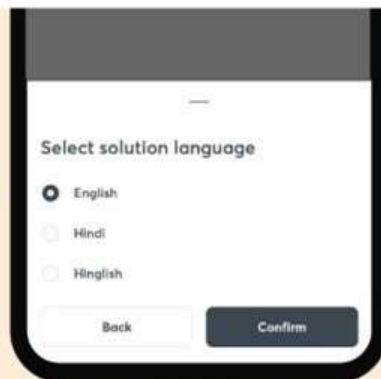 Select solution language
English
Hindi
Hinglish
Back Confirm